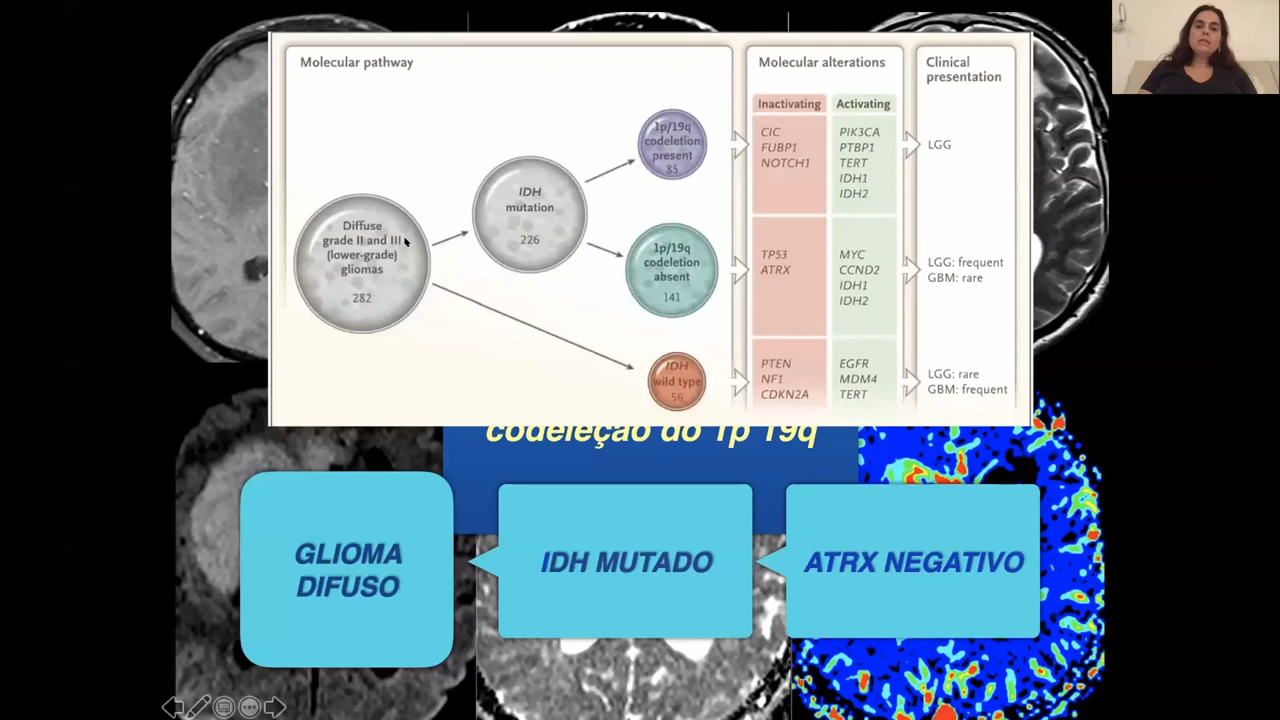 Molecular pathway
Molecular alterations
Clinical
presentation
Inactivating
Activating
Diffuse
grade II and III
(lower-grade)
gliomas
282
IDH
mutation
226
1p/19q
codeletion
present
85
1p/19q
codeletion
absent
141
IDH
wild type
56
CIC
FUBP1
NOTCH1
PIK3CA
PTBP1
TERT
IDH1
IDH2
LGG
TP53
ATRX
MYC
CCND2
IDH1
IDH2
LGG: frequent
GBM: rare
PTEN
NF1
CDKN2A
EGFR
MDM4
TERT
LGG: rare
GBM: frequent
codeleção do 1p 19q
GLIOMA
DIFUSO
IDH MUTADO
ATRX NEGATIVO